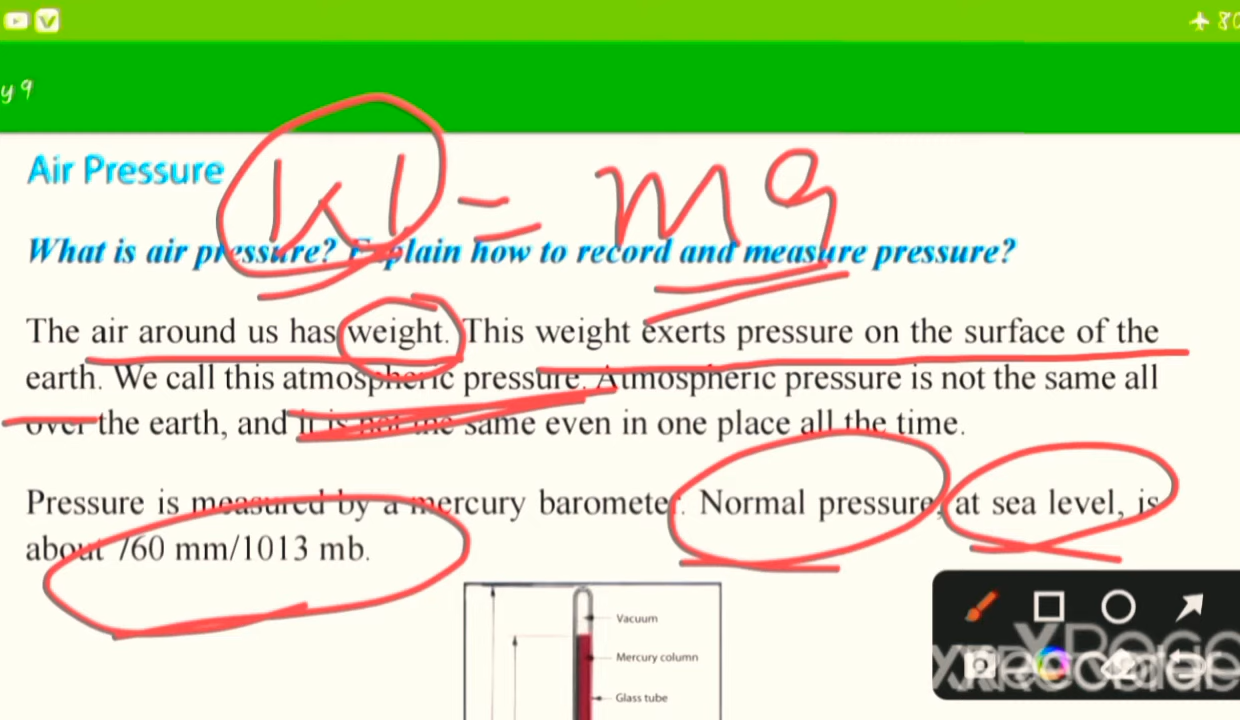 80
y 9
Air Pressure
W = mg
What is air pressure? Explain how to record and measure pressure?
The air around us has weight. This weight exerts pressure on the surface of the
earth. We call this atmospheric pressure. Atmospheric pressure is not the same all
over the earth, and it is not the same even in one place all the time.
Pressure is measured by a mercury barometer. Normal pressure, at sea level, is
about 760 mm/1013 mb.
Vacuum
Mercury column
Glass tube